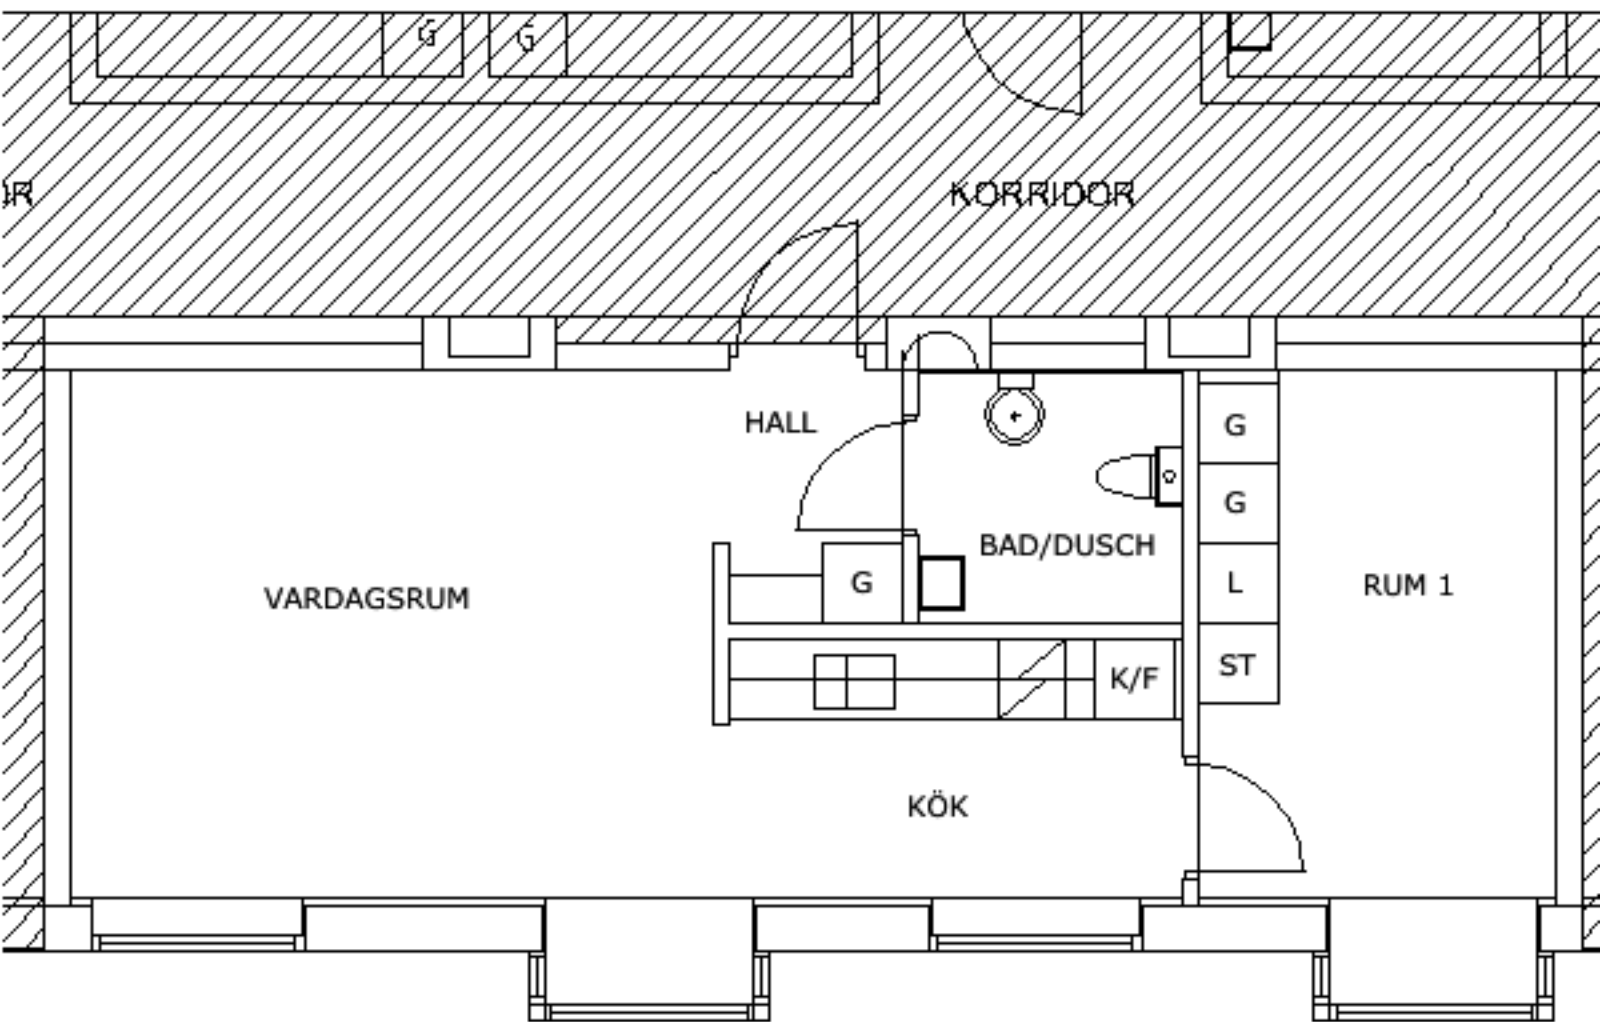 G
G
KORRIDOR
HALL
G
G
BAD/DUSCH
VARDAGSRUM
G
L
RUM 1
ST
K/F
KÖK